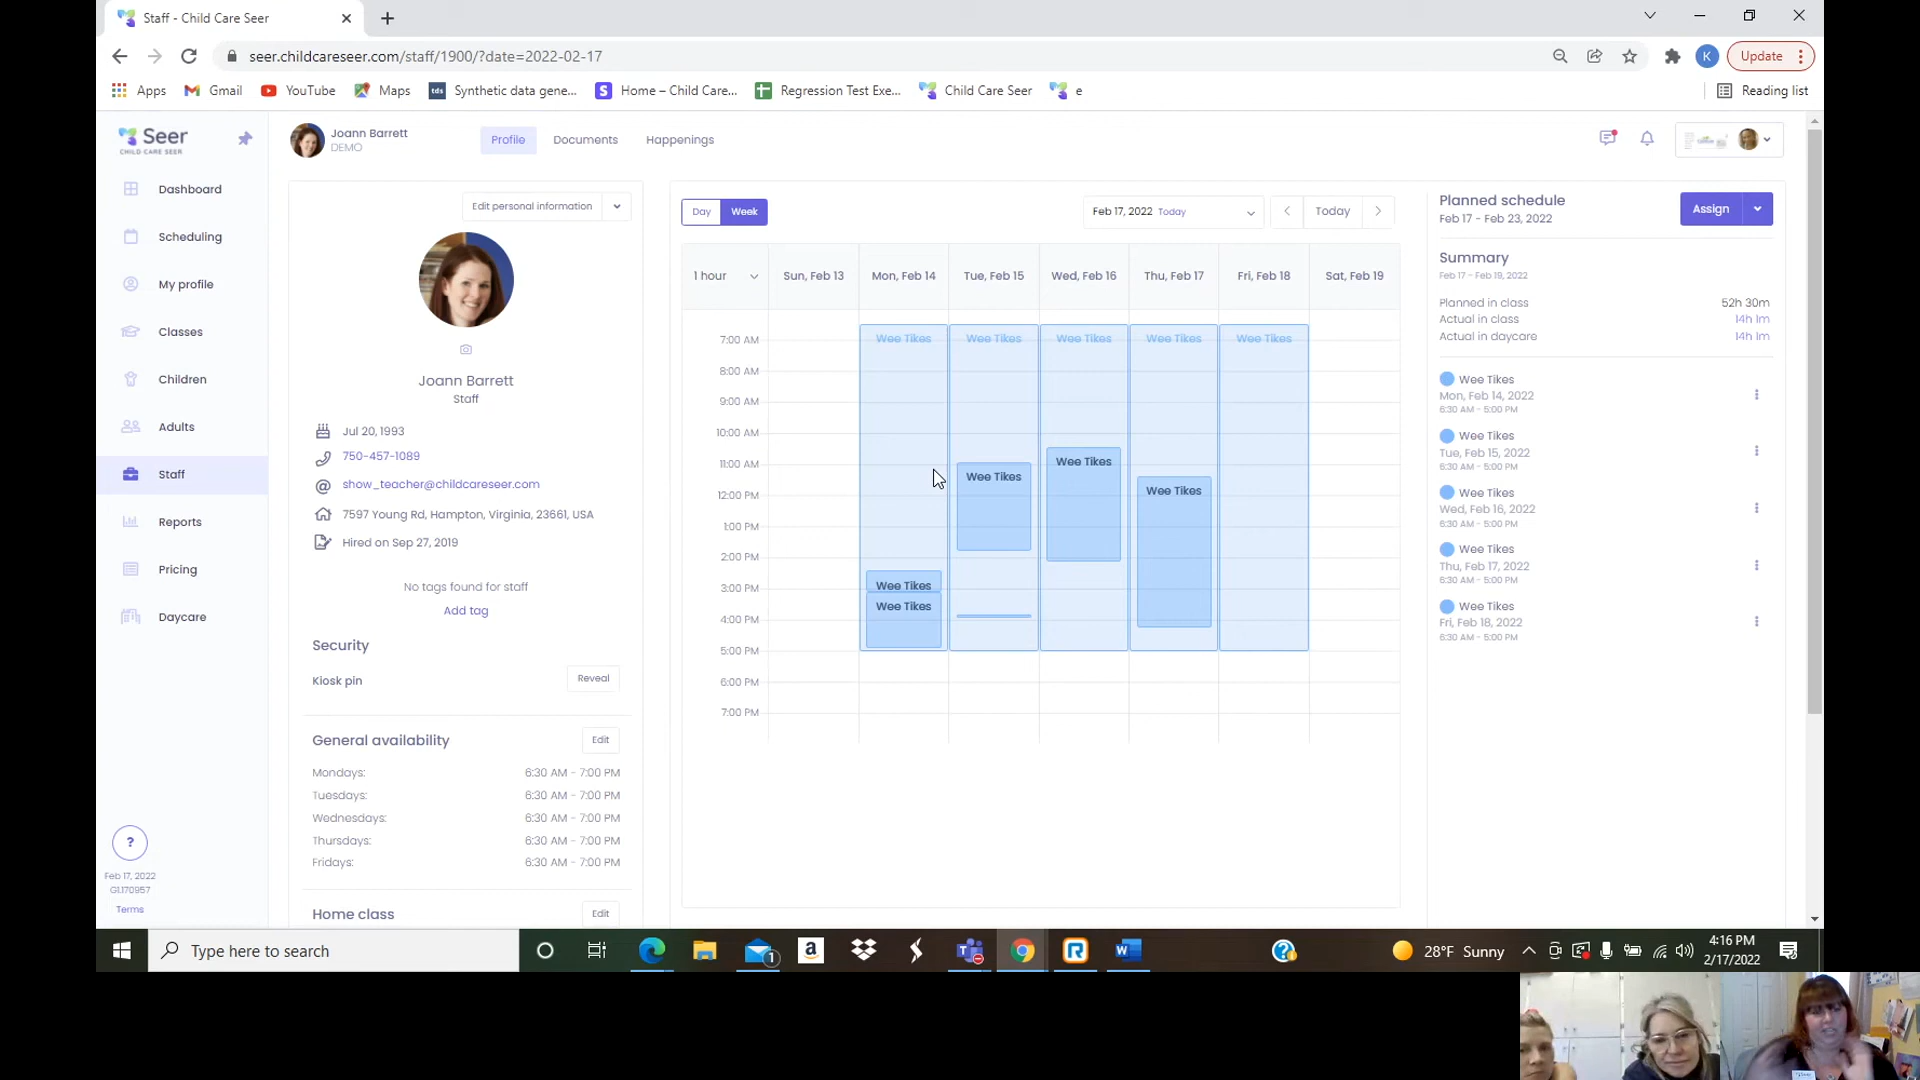 Staff - Child Care Seer
seer.childcareseer.com/staff/1900/?date=2022-02-17
K
Update
Apps
Gmail
YouTube
Maps
tds
Synthetic data gene...
Home – Child Care...
Regression Test Exe...
Child Care Seer
e
Reading list
Seer
CHILD CARE SEER
Dashboard
Scheduling
My profile
Classes
Children
Adults
Staff
Reports
Pricing
Daycare
?
Feb 17, 2022
G1.170957
Terms
Joann Barrett
DEMO
Profile
Documents
Happenings
Edit personal information
Joann Barrett
Staff
Jul 20, 1993
750-457-1089
show_teacher@childcareseer.com
7597 Young Rd, Hampton, Virginia, 23661, USA
Hired on Sep 27, 2019
No tags found for staff
Add tag
Security
Kiosk pin
Reveal
General availability
Edit
Mondays: 6:30 AM - 7:00 PM
Tuesdays: 6:30 AM - 7:00 PM
Wednesdays: 6:30 AM - 7:00 PM
Thursdays: 6:30 AM - 7:00 PM
Fridays: 6:30 AM - 7:00 PM
Home class
Edit
Day
Week
Feb 17, 2022 Today
Today
1 hour
Sun, Feb 13
Mon, Feb 14
Tue, Feb 15
Wed, Feb 16
Thu, Feb 17
Fri, Feb 18
Sat, Feb 19
7:00 AM
8:00 AM
9:00 AM
10:00 AM
11:00 AM
12:00 PM
1:00 PM
2:00 PM
3:00 PM
4:00 PM
5:00 PM
6:00 PM
7:00 PM
Wee Tikes
Wee Tikes
Wee Tikes
Wee Tikes
Wee Tikes
Wee Tikes
Wee Tikes
Wee Tikes
Wee Tikes
Wee Tikes
Planned schedule
Feb 17 - Feb 23, 2022
Assign
Summary
Feb 17 - Feb 19, 2022
Planned in class 52h 30m
Actual in class 14h 1m
Actual in daycare 14h 1m
Wee Tikes
Mon, Feb 14, 2022
6:30 AM - 5:00 PM
Wee Tikes
Tue, Feb 15, 2022
6:30 AM - 5:00 PM
Wee Tikes
Wed, Feb 16, 2022
6:30 AM - 5:00 PM
Wee Tikes
Thu, Feb 17, 2022
6:30 AM - 5:00 PM
Wee Tikes
Fri, Feb 18, 2022
6:30 AM - 5:00 PM
Type here to search
1
28°F Sunny
4:16 PM
2/17/2022